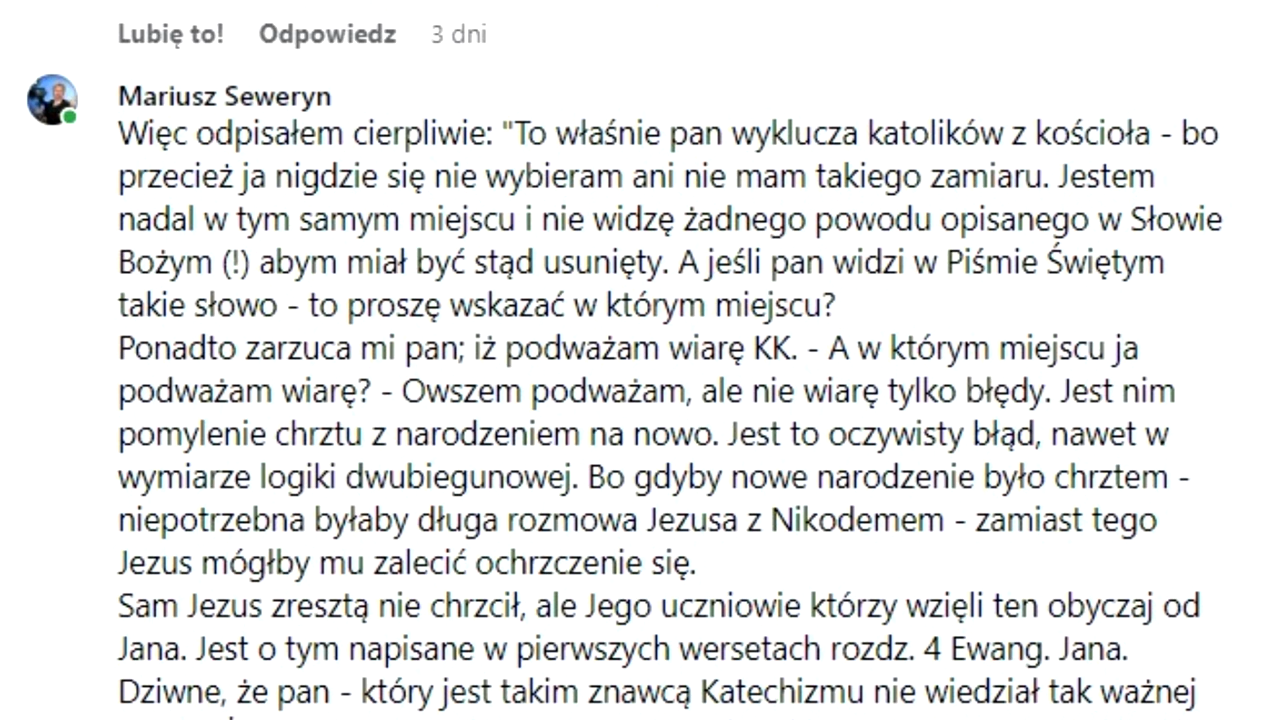 Lubię to! Odpowiedz 3 dni
Mariusz Seweryn
Więc odpisałem cierpliwie: "To właśnie pan wyklucza katolików z kościoła - bo
przecież ja nigdzie się nie wybieram ani nie mam takiego zamiaru. Jestem
nadal w tym samym miejscu i nie widzę żadnego powodu opisanego w Słowie
Bożym (!) abym miał być stąd usunięty. A jeśli pan widzi w Piśmie Świętym
takie słowo - to proszę wskazać w którym miejscu?
Ponadto zarzuca mi pan; iż podważam wiarę KK. - A w którym miejscu ja
podważam wiarę? - Owszem podważam, ale nie wiarę tylko błędy. Jest nim
pomylenie chrztu z narodzeniem na nowo. Jest to oczywisty błąd, nawet w
wymiarze logiki dwubiegunowej. Bo gdyby nowe narodzenie było chrztem -
niepotrzebna byłaby długa rozmowa Jezusa z Nikodemem - zamiast tego
Jezus mógłby mu zalecić ochrzczenie się.
Sam Jezus zresztą nie chrzcił, ale Jego uczniowie którzy wzięli ten obyczaj od
Jana. Jest o tym napisane w pierwszych wersetach rozdz. 4 Ewang. Jana.
Dziwne, że pan - który jest takim znawcą Katechizmu nie wiedział tak ważnej